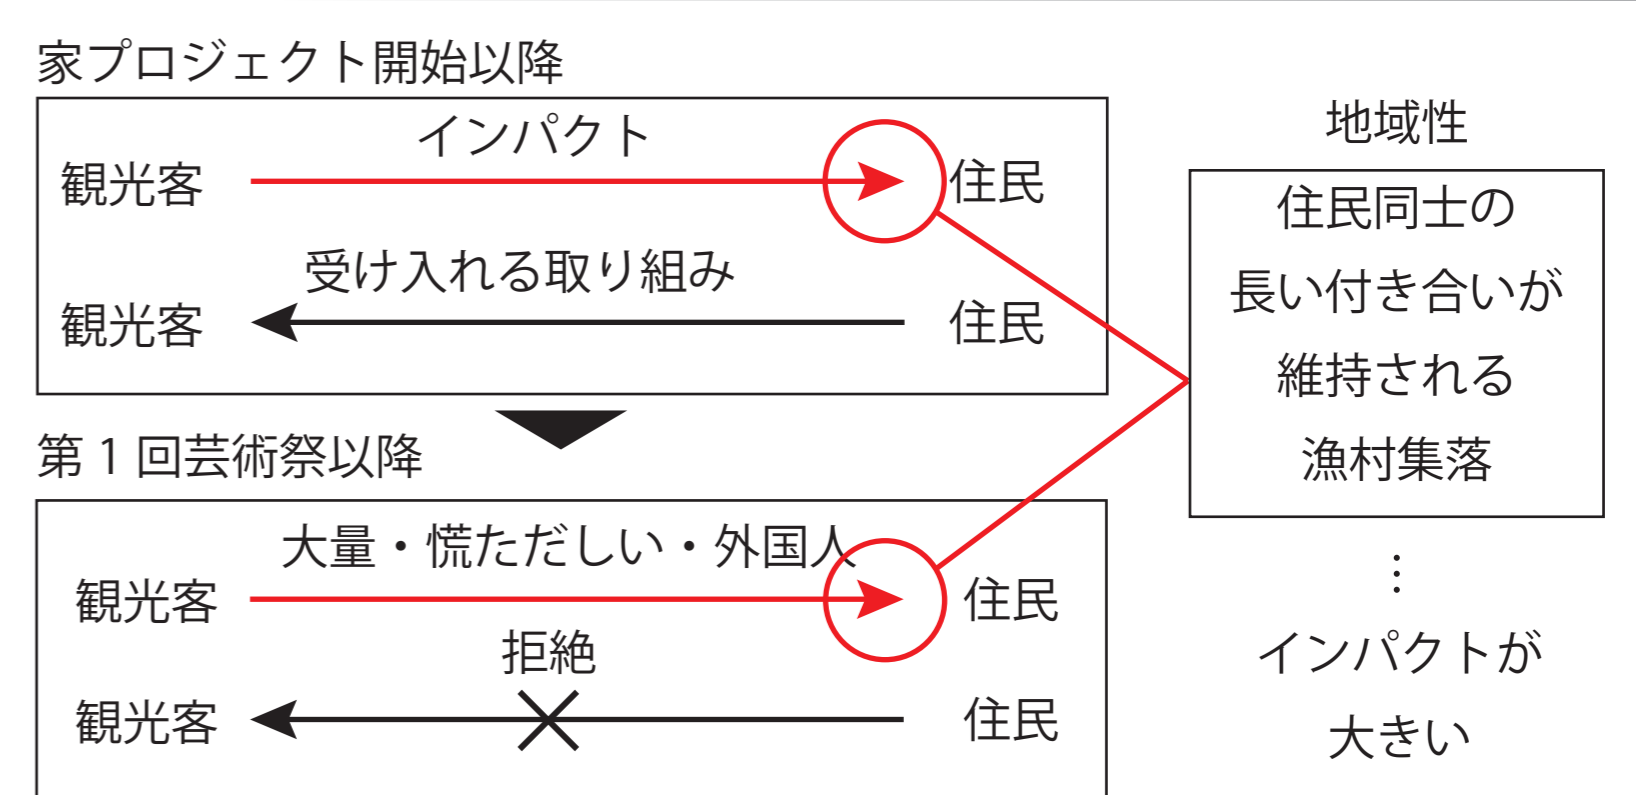 家プロジェクト開始以降
インパクト
観光客
住民
受け入れる取り組み
観光客
住民
第１回芸術祭以降
大量・慌ただしい・外国人
観光客
住民
拒絶
観光客
住民
地域性
住民同士の
長い付き合いが
維持される
漁村集落
…
インパクトが
大きい